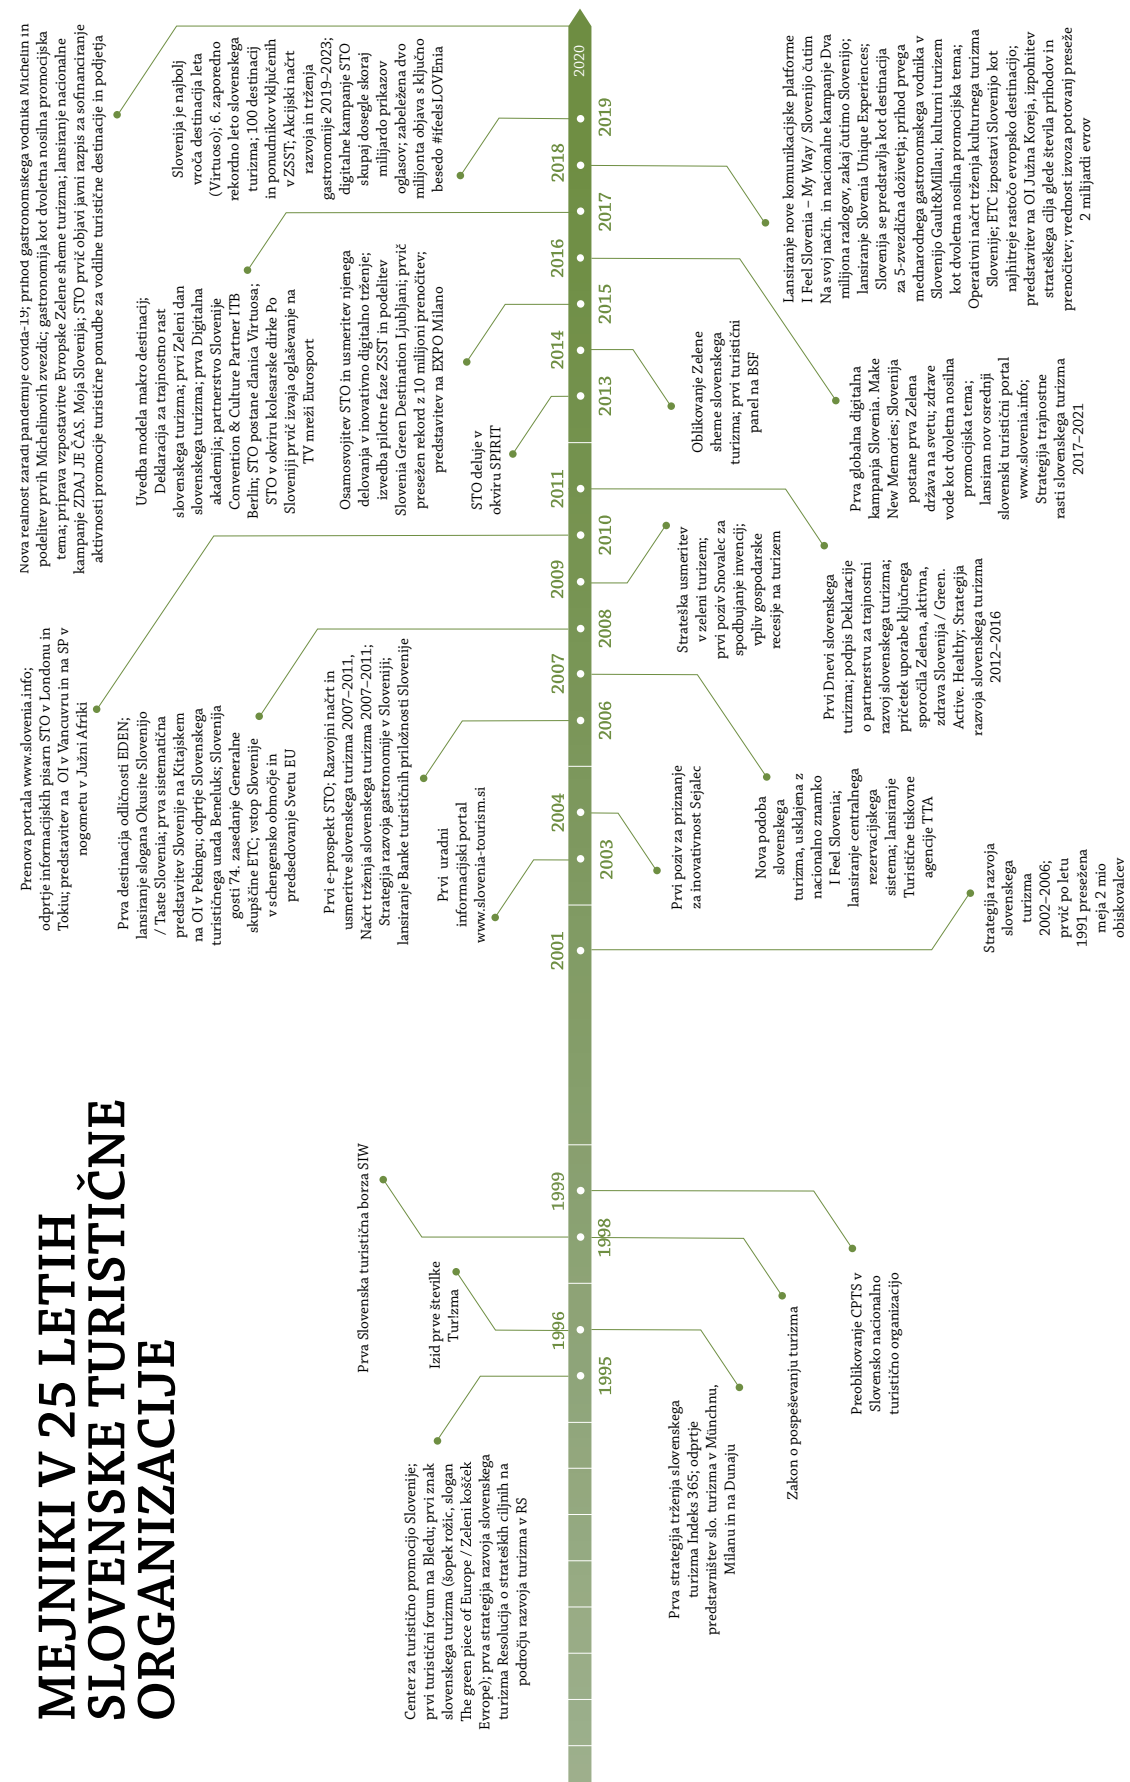 MEJNIKI V 25 LETIH
SLOVENSKE TURISTIČNE
ORGANIZACIJE
1995
Center za turistično promocijo Slovenije;
prvi turistični forum na Bledu; prvi znak
slovenskega turizma (šopek rožic, slogan
The green piece of Europe / Zeleni košček
Evrope); prva strategija razvoja slovenskega
turizma Resolucija o strateških ciljnih na
področju razvoja turizma v RS
1996
Izid prve številke
Tur!zma
Prva strategija trženja slovenskega
turizma Indeks 365; odprtje
predstavništev slo. turizma v Münchnu,
Milanu in na Dunaju
1998
Prva Slovenska turistična borza SIW
Zakon o pospeševanju turizma
1999
Preoblikovanje CPTS v
Slovensko nacionalno
turistično organizacijo
2001
Strategija razvoja
slovenskega
turizma
2002–2006;
prvič po letu
1991 presežena
meja 2 mio
obiskovalcev
2003
Prvi uradni
informacijski portal
www.slovenia-tourism.si
2004
Prvi poziv za priznanje
za inovativnost Sejalec
2006
Prvi e-prospekt STO; Razvojni načrt in
usmeritve slovenskega turizma 2007–2011,
Načrt trženja slovenskega turizma 2007–2011;
Strategija razvoja gastronomije v Sloveniji;
lansiranje Banke turističnih priložnosti Slovenije
2007
Nova podoba
slovenskega
turizma, usklajena z
nacionalno znamko
I Feel Slovenia;
lansiranje centralnega
rezervacijskega
sistema; lansiranje
Turistične tiskovne
agencije TTA
2008
Prva destinacija odličnosti EDEN;
lansiranje slogana Okusite Slovenijo
/ Taste Slovenia; prva sistematična
predstavitev Slovenije na Kitajskem
na OI v Pekingu; odprtje Slovenskega
turističnega urada Beneluks; Slovenija
gosti 74. zasedanje Generalne
skupščine ETC; vstop Slovenije
v schengensko območje in
predsedovanje Svetu EU
2009
Strateška usmeritev
v zeleni turizem;
prvi poziv Snovalec za
spodbujanje invencij;
vpliv gospodarske
recesije na turizem
2010
Prenova portala www.slovenia.info;
odprtje informacijskih pisarn STO v Londonu in
Tokiu; predstavitev na OI v Vancuvru in na SP v
nogometu v Južni Afriki
2011
Prvi Dnevi slovenskega
turizma; podpis Deklaracije
o partnerstvu za trajnostni
razvoj slovenskega turizma;
pričetek uporabe ključnega
sporočila Zelena, aktivna,
zdrava Slovenija / Green.
Active. Healthy; Strategija
razvoja slovenskega turizma
2012–2016
2013
STO deluje v
okviru SPIRIT
2014
Oblikovanje Zelene
sheme slovenskega
turizma; prvi turistični
panel na BSF
2015
Osamosvojitev STO in usmeritev njenega
delovanja v inovativno digitalno trženje;
izvedba pilotne faze ZSST in podelitev
Slovenia Green Destination Ljubljani; prvič
presežen rekord z 10 milijoni prenočitev;
predstavitev na EXPO Milano
2016
Prva globalna digitalna
kampanja Slovenia. Make
New Memories; Slovenija
postane prva Zelena
država na svetu; zdrave
vode kot dvoletna nosilna
promocijska tema;
lansiran nov osrednji
slovenski turistični portal
www.slovenia.info;
Strategija trajnostne
rasti slovenskega turizma
2017–2021
2017
Uvedba modela makro destinacij;
Deklaracija za trajnostno rast
slovenskega turizma; prvi Zeleni dan
slovenskega turizma; prva Digitalna
akademija; partnerstvo Slovenije
Convention & Culture Partner ITB
Berlin; STO postane članica Virtuosa;
STO v okviru kolesarske dirke Po
Sloveniji prvič izvaja oglaševanje na
TV mreži Eurosport
2018
Lansiranje nove komunikacijske platforme
I Feel Slovenia – My Way / Slovenijo čutim
Na svoj način. in nacionalne kampanje Dva
milijona razlogov, zakaj čutimo Slovenijo;
lansiranje Slovenia Unique Experiences;
Slovenija se predstavlja kot destinacija
za 5-zvezdična doživetja; prihod prvega
mednarodnega gastronomskega vodnika v
Slovenijo Gault&Millau; kulturni turizem
kot dvoletna nosilna promocijska tema;
Operativni načrt trženja kulturnega turizma
Slovenije; ETC izpostavi Slovenijo kot
najhitreje rastočo evropsko destinacijo;
predstavitev na OI Južna Koreja, izpolnitev
strateškega cilja glede števila prihodov in
prenočitev; vrednost izvoza potovanj preseže
2 milijardi evrov
2019
Slovenija je najbolj
vroča destinacija leta
(Virtuoso); 6. zaporedno
rekordno leto slovenskega
turizma; 100 destinacij
in ponudnikov vključenih
v ZSST; Akcijski načrt
razvoja in trženja
gastronomije 2019–2023;
digitalne kampanje STO
skupaj dosegle skoraj
milijardo prikazov
oglasov; zabeležena dvo
milijonta objava s ključno
besedo #ifeelsLOVEnia
2020
Nova realnost zaradi pandemije covida-19; prihod gastronomskega vodnika Michelin in
podelitev prvih Michelinovih zvezdic; gastronomija kot dvoletna nosilna promocijska
tema; priprava vzpostavitve Evropske Zelene sheme turizma; lansiranje nacionalne
kampanje ZDAJ JE ČAS. Moja Slovenija; STO prvič objavi javni razpis za sofinanciranje
aktivnosti promocije turistične ponudbe za vodilne turistične destinacije in podjetja